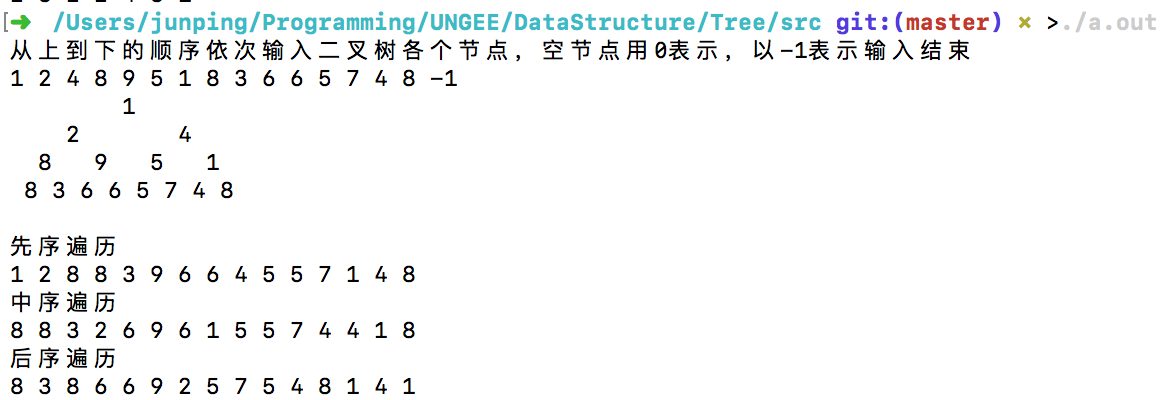 ➜ /Users/junping/Programming/UNGEE/DataStructure/Tree/src git:(master) × >./a.out
从上到下的顺序依次输入二叉树各个节点，空节点用0表示，以-1表示输入结束
1 2 4 8 9 5 1 8 3 6 6 5 7 4 8 -1
1
2 4
8 9 5 1
8 3 6 6 5 7 4 8
先序遍历
1 2 8 8 3 9 6 6 4 5 5 7 1 4 8
中序遍历
8 8 3 2 6 9 6 1 5 5 7 4 4 1 8
后序遍历
8 3 8 6 6 9 2 5 7 5 4 8 1 4 1